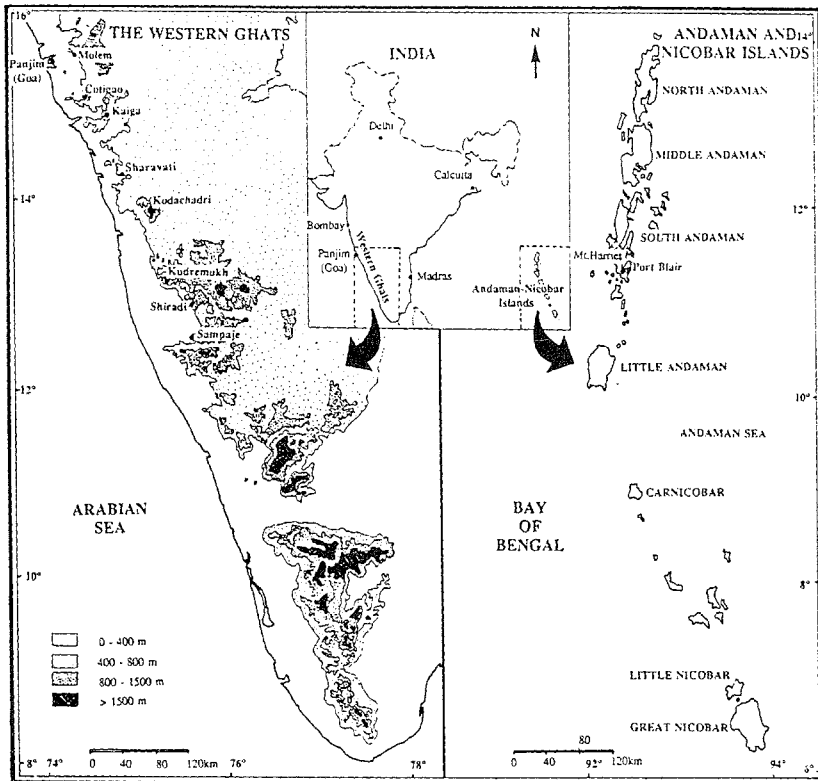 16°
THE WESTERN GHATS
Molem
Panjim
(Goa)
Cotigao
Kaiga
Sharavati
14°
Kodachadri
Kudremukh
Shiradi
Sampaje
12°
ARABIAN
SEA
10°
0 - 400 m
400 - 800 m
800 - 1500 m
> 1500 m
8°
74°
0 40 80 120km
76°
78°
INDIA
N
Delhi
Calcutta
Bombay
Panjim
(Goa)
Western Ghats
Madras
Andaman-Nicobar
Islands
ANDAMAN AND
NICOBAR ISLANDS
14°
NORTH ANDAMAN
MIDDLE ANDAMAN
12°
SOUTH ANDAMAN
Mt.Harriet
Port Blair
LITTLE ANDAMAN
10°
ANDAMAN SEA
CARNICOBAR
BAY
OF
BENGAL
8°
LITTLE NICOBAR
GREAT NICOBAR
80
0 40 120km
92°
94°